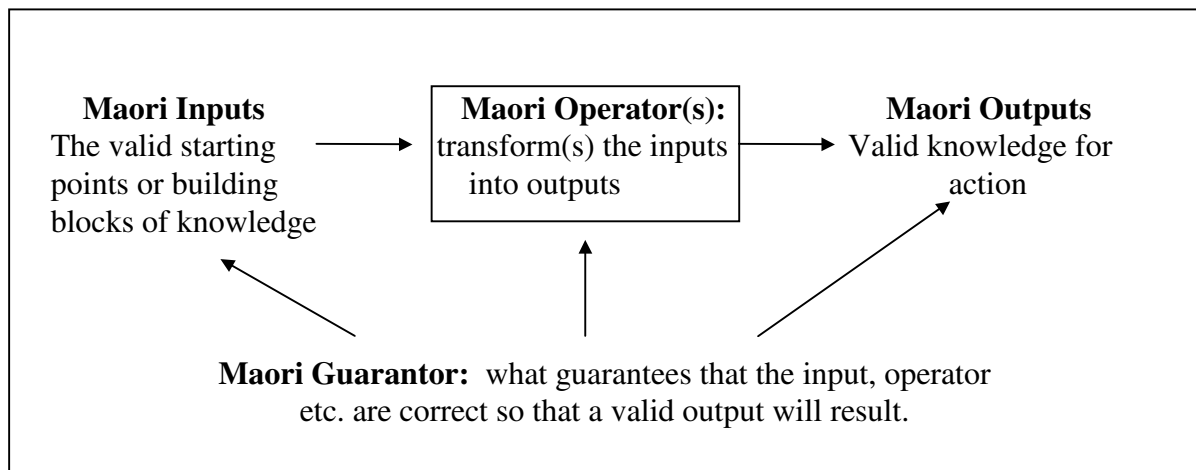 Maori Inputs
The valid starting
points or building
blocks of knowledge
Maori Operator(s):
transform(s) the inputs
into outputs
Maori Outputs
Valid knowledge for
action
Maori Guarantor: what guarantees that the input, operator
etc. are correct so that a valid output will result.